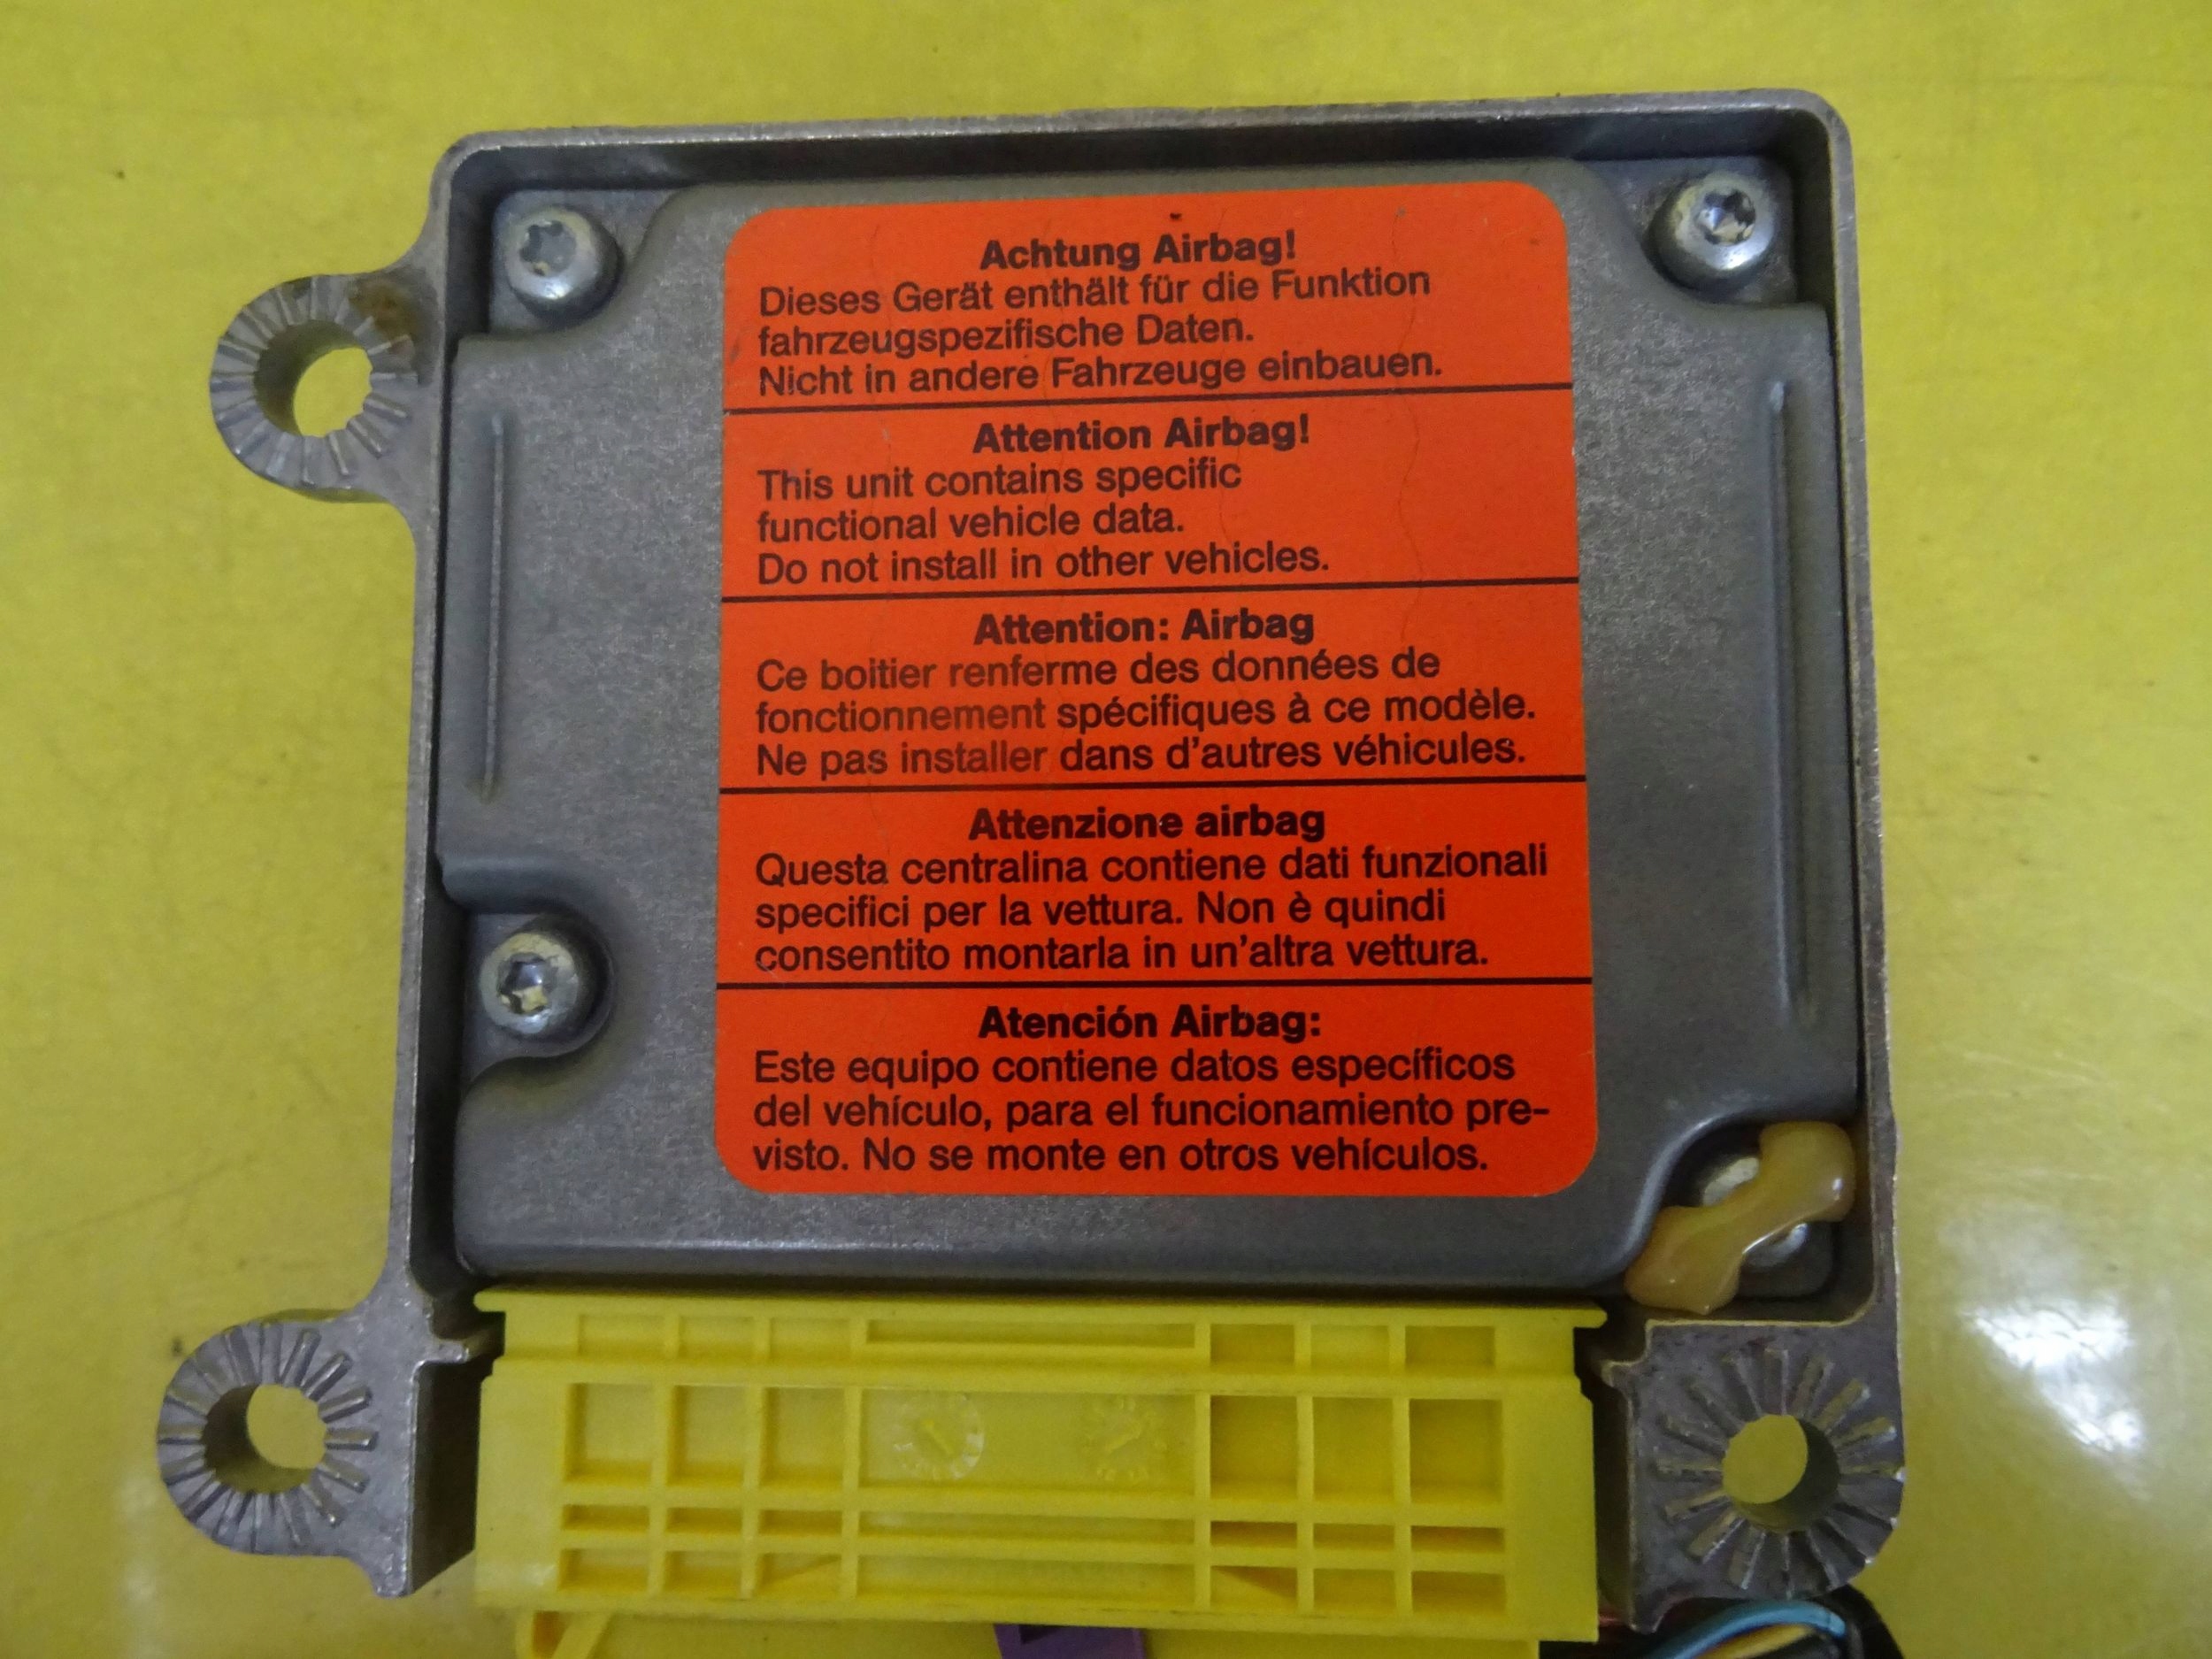 Achtung Airbag!
Dieses Gerät enthält für die Funktion
fahrzeugspezifische Daten.
Nicht in andere Fahrzeuge einbauen.
Attention Airbag!
This unit contains specific
functional vehicle data.
Do not install in other vehicles.
Attention: Airbag
Ce boitier renferme des données de
fonctionnement spécifiques à ce modèle.
Ne pas installer dans d'autres véhicules.
Attenzione airbag
Questa centralina contiene dati funzionali
specifici per la vettura. Non è quindi
consentito montarla in un'altra vettura.
Atención Airbag:
Este equipo contiene datos específicos
del vehículo, para el funcionamiento pre-
visto. No se monte en otros vehículos.